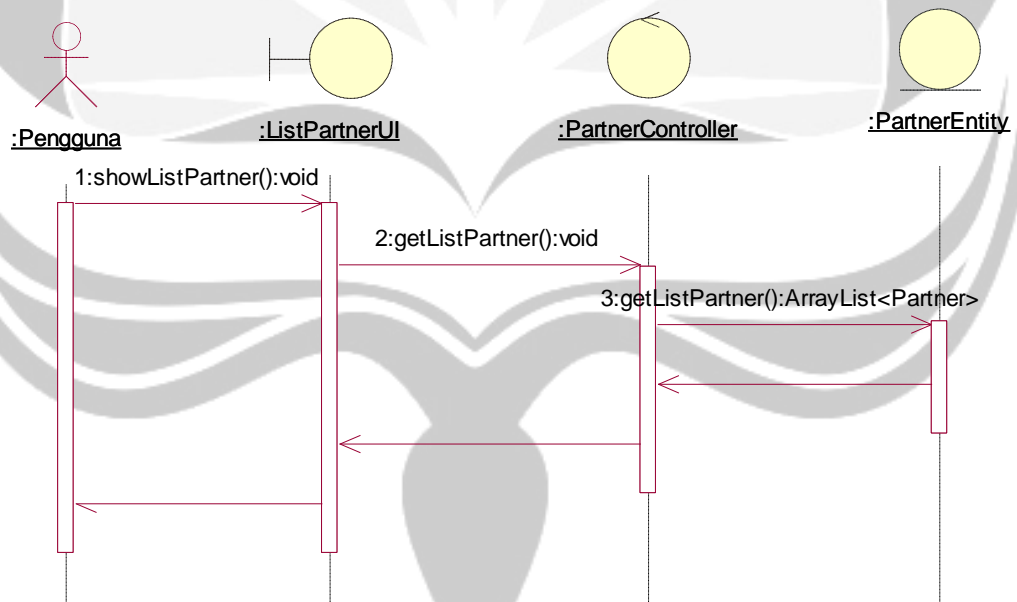 :Pengguna
:ListPartnerUI
:PartnerController
:PartnerEntity
1:showListPartner():void
2:getListPartner():void
3:getListPartner():ArrayList<Partner>